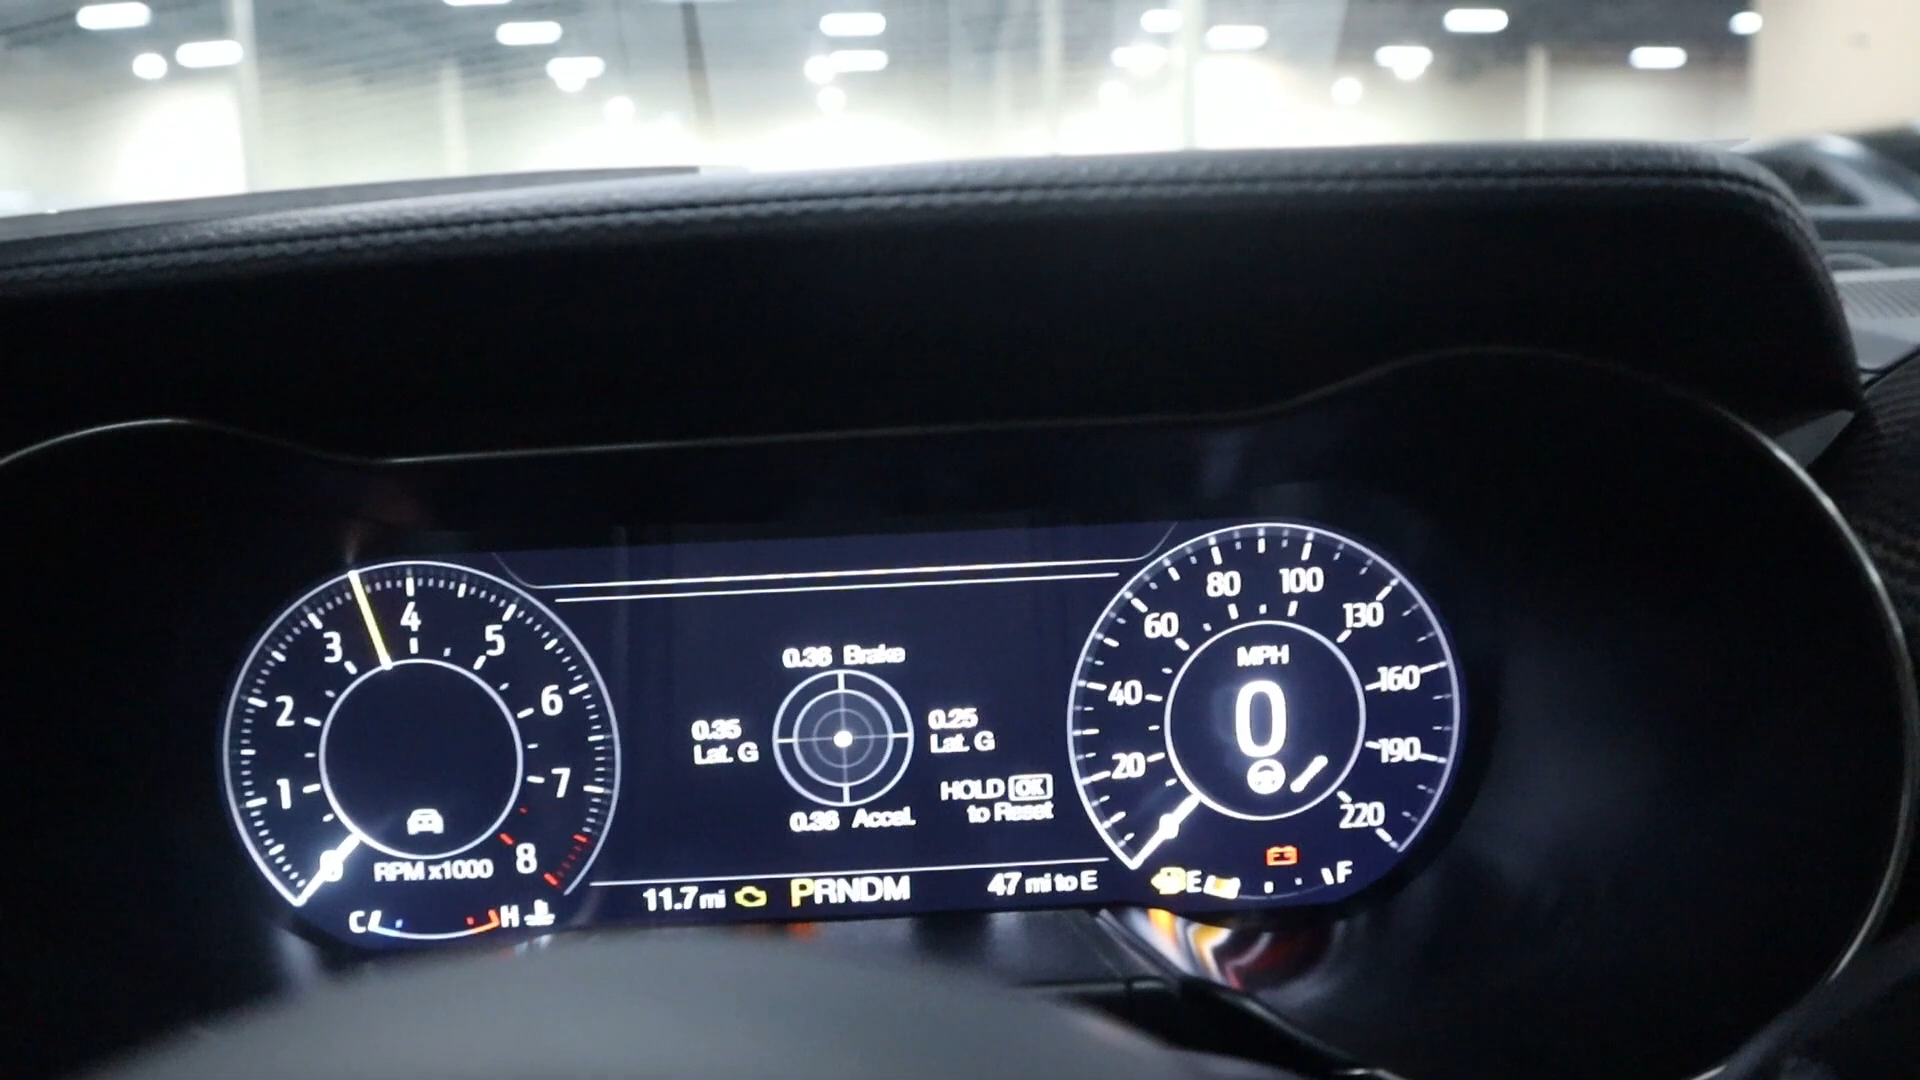 0 1 2 3 4 5 6 7 8
RPM x1000
C H
0.36 Brake
0.35
Lat. G
0.25
Lat. G
0.36 Accel.
HOLD OK
to Reset
11.7 mi
PRNDM
47 mi to E
20 40 60 80 100 130 160 190 220
MPH
0
E F